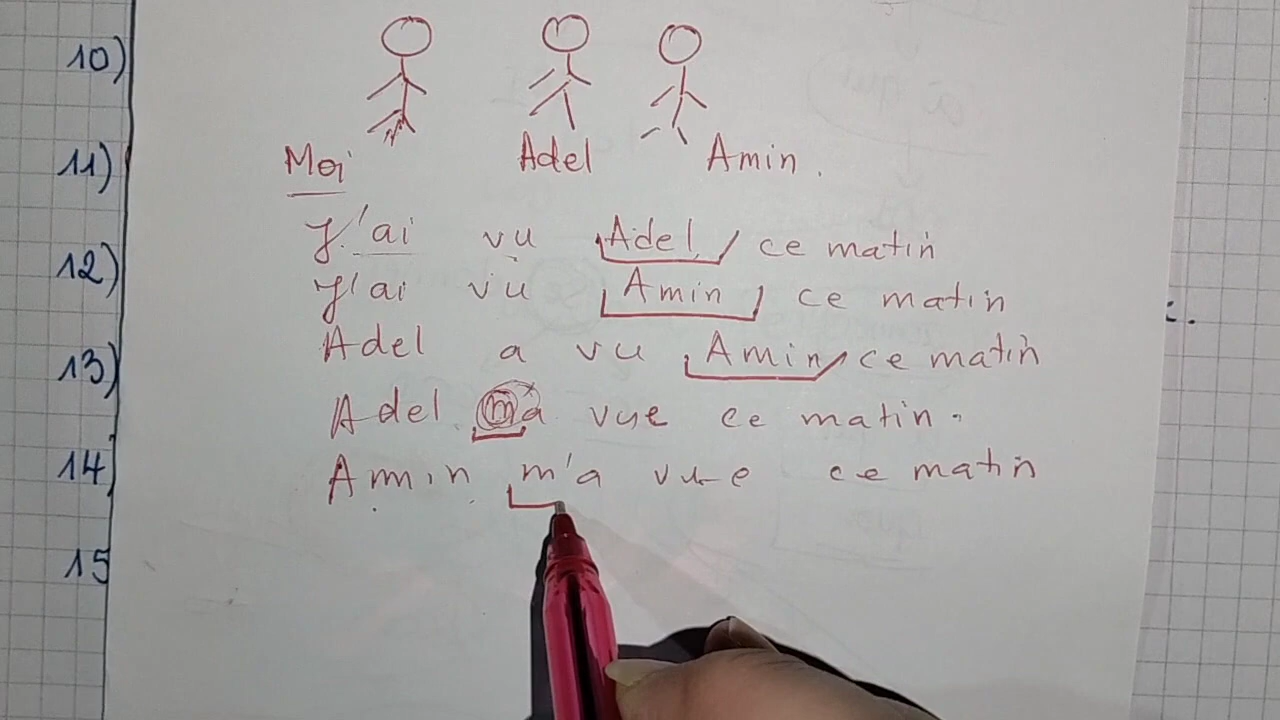 10)
11)
12)
13)
14)
15
Moi Adel Amin.
J'ai vu Adel ce matin
J'ai vu Amin ce matin
Adel a vu Amin ce matin
Adel m'a vue ce matin.
Amin m'a vue ce matin